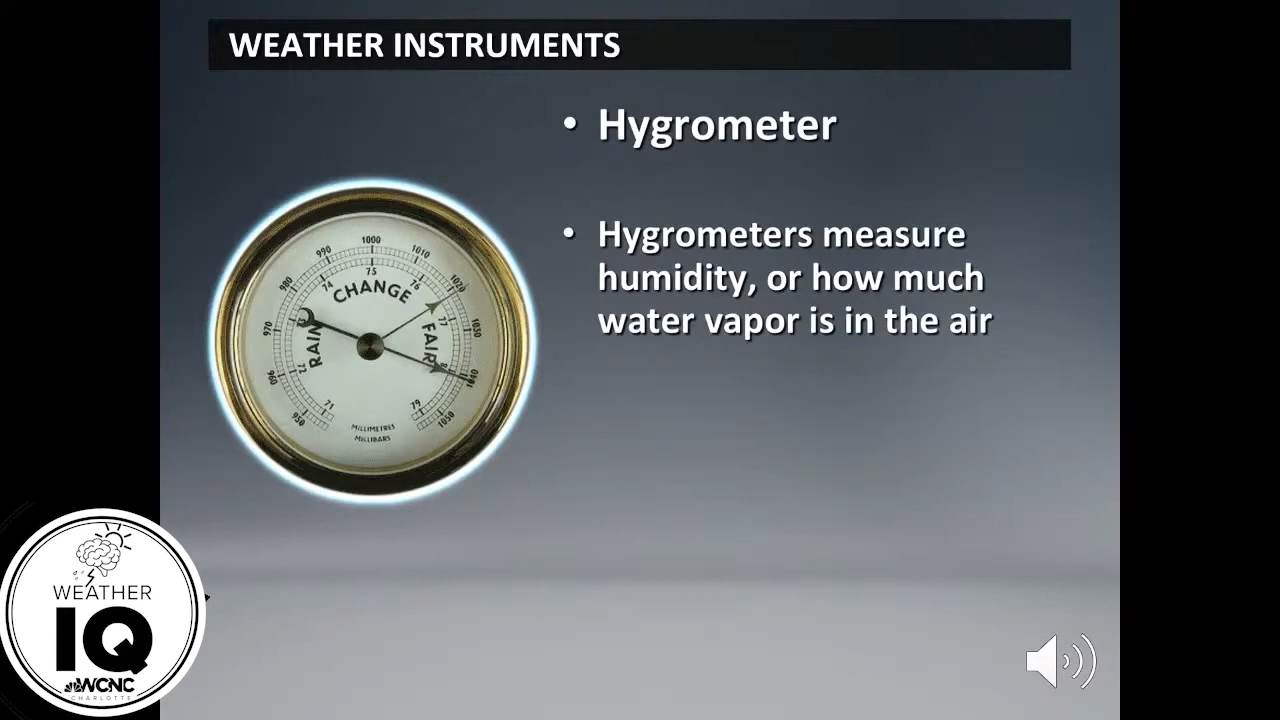 WEATHER INSTRUMENTS
• Hygrometer
• Hygrometers measure
humidity, or how much
water vapor is in the air
950
960
970
980
990
1000
1010
1020
1030
1040
1050
71
72
74
75
76
77
79
RAIN
CHANGE
FAIR
MILLIMETRES
MILLIBARS
WEATHER
IQ
WCNC
CHARLOTTE